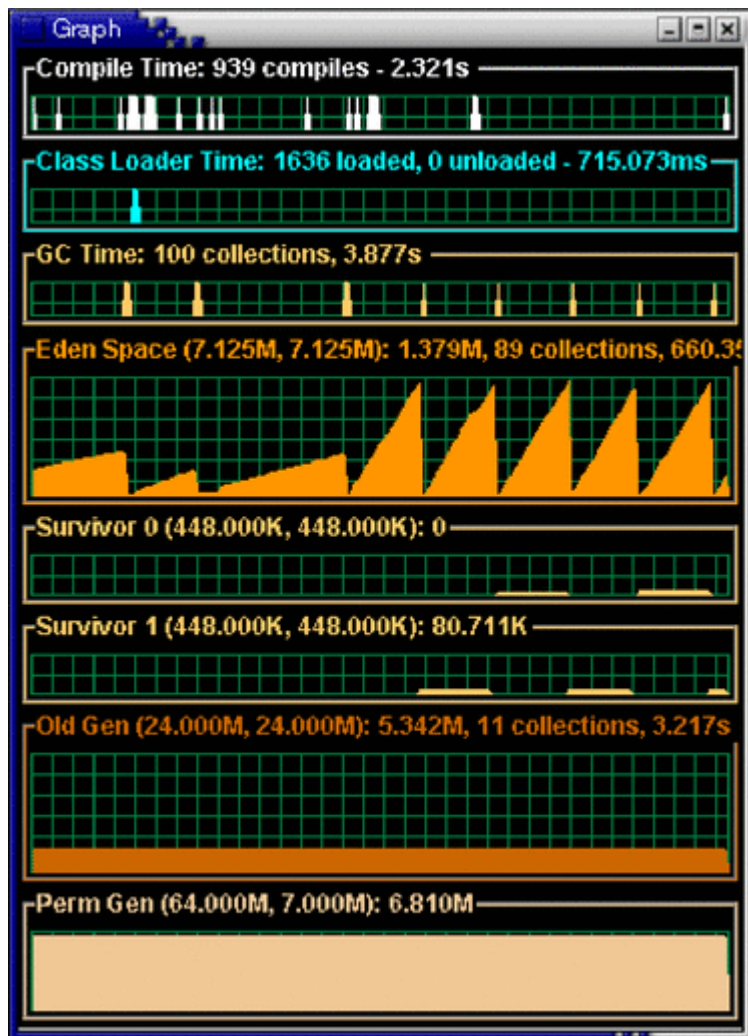 Graph
Compile Time: 939 compiles - 2.321s
Class Loader Time: 1636 loaded, 0 unloaded - 715.073ms
GC Time: 100 collections, 3.877s
Eden Space (7.125M, 7.125M): 1.379M, 89 collections, 660.35
Survivor 0 (448.000K, 448.000K): 0
Survivor 1 (448.000K, 448.000K): 80.711K
Old Gen (24.000M, 24.000M): 5.342M, 11 collections, 3.217s
Perm Gen (64.000M, 7.000M): 6.810M